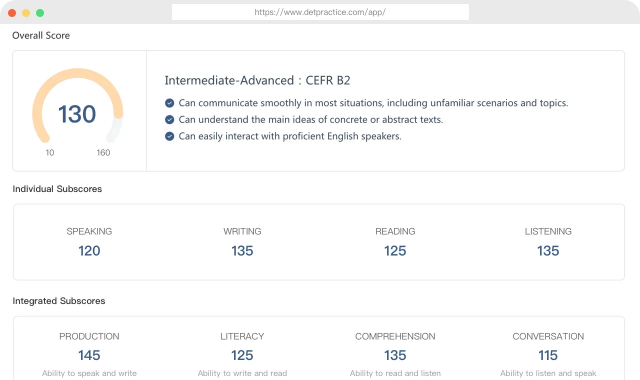 https://www.detpractice.com/app/
Overall Score
130
10 160
Intermediate-Advanced : CEFR B2
Can communicate smoothly in most situations, including unfamiliar scenarios and topics.
Can understand the main ideas of concrete or abstract texts.
Can easily interact with proficient English speakers.
Individual Subscores
SPEAKING WRITING READING LISTENING
120 135 125 135
Integrated Subscores
PRODUCTION LITERACY COMPREHENSION CONVERSATION
145 125 135 115
Ability to speak and write Ability to write and read Ability to read and listen Ability to listen and speak